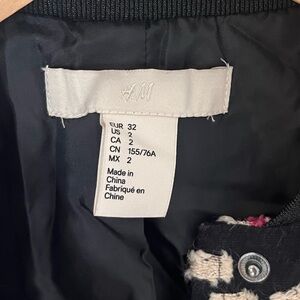 H&M
EUR 32
US 2
CA 2
CN 155/76A
MX 2
Made in
China
Fabriqué en
Chine